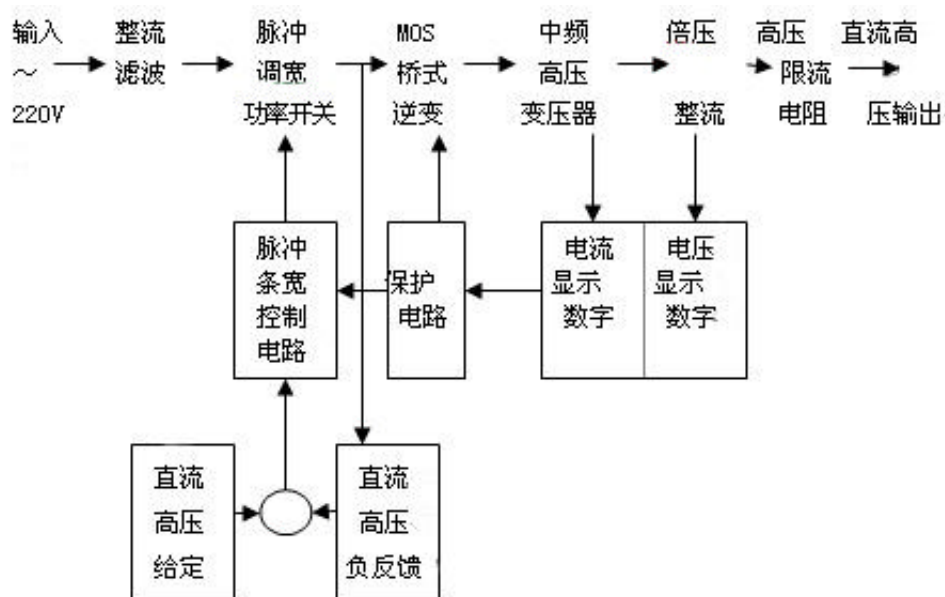 输入 整流 脉冲 MOS 中频 倍压 高压 直流高
～ 滤波 调宽 桥式 高压 限流
220V 功率开关 逆变 变压器 整流 电阻 压输出
脉冲 电流 电压
条宽 保护 显示 显示
控制 电路 数字 数字
电路
直流 直流
高压 高压
给定 负反馈